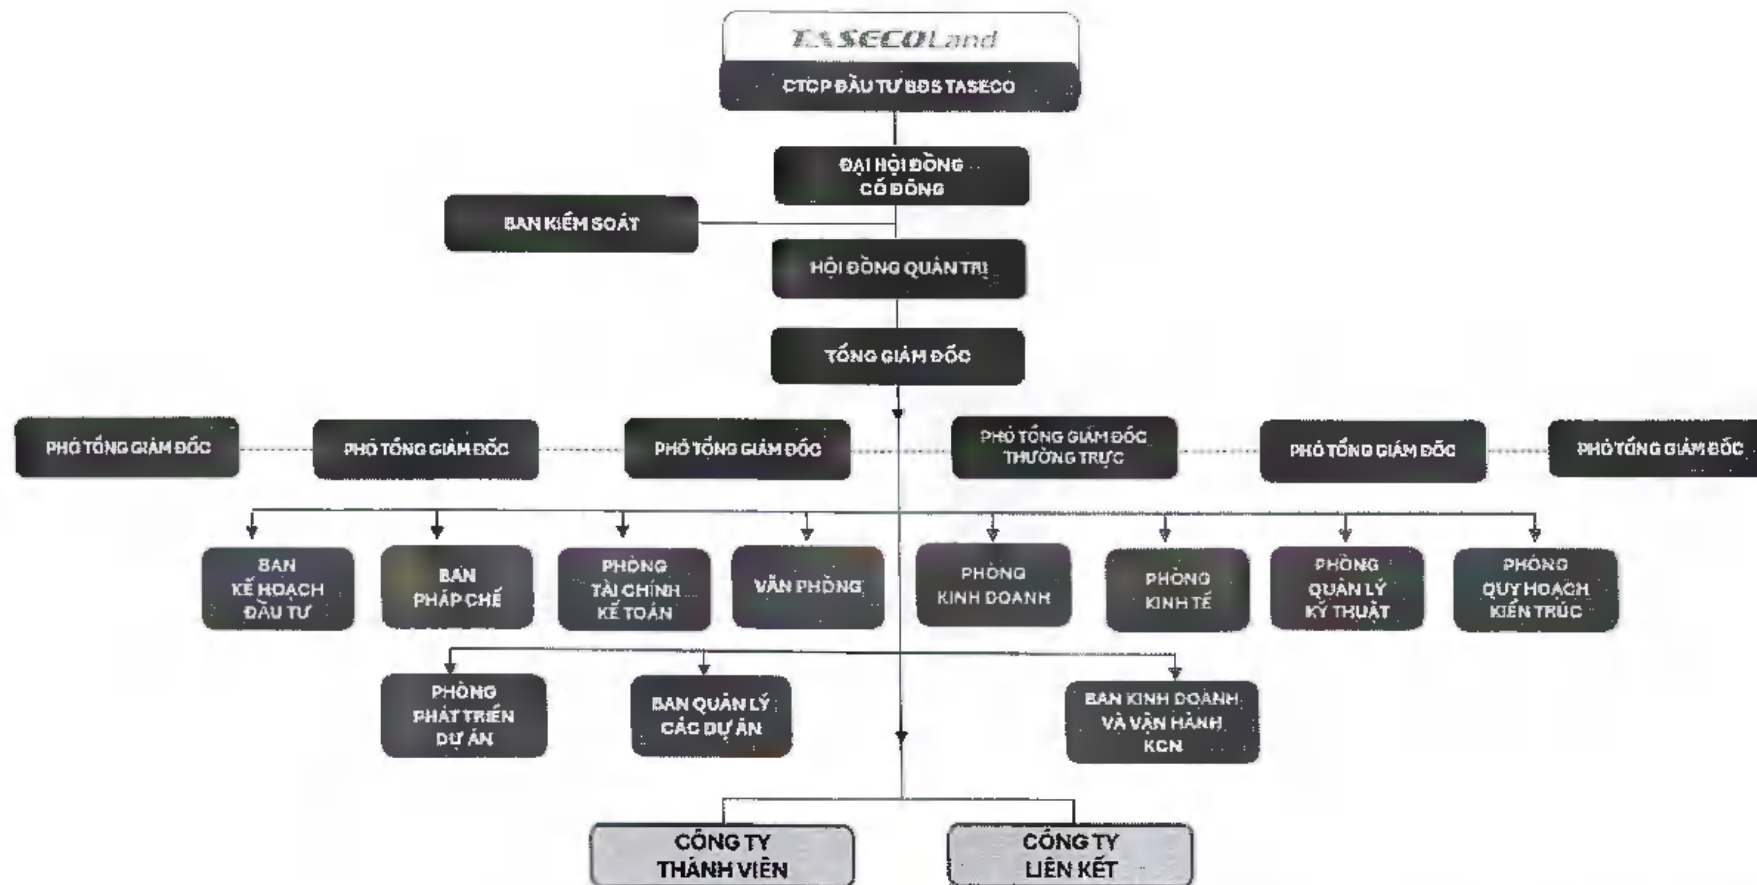 TASECO Land
CTCP ĐẦU TƯ BĐS TASECO
ĐẠI HỘI ĐỒNG
CỔ ĐÔNG
BAN KIỂM SOÁT
HỘI ĐỒNG QUẢN TRỊ
TỔNG GIÁM ĐỐC
PHÓ TỔNG GIÁM ĐỐC
PHÓ TỔNG GIÁM ĐỐC
PHÓ TỔNG GIÁM ĐỐC
PHÓ TỔNG GIÁM ĐỐC
THƯỜNG TRỰC
PHÓ TỔNG GIÁM ĐỐC
PHÓ TỔNG GIÁM ĐỐC
BAN
KẾ HOẠCH
ĐẦU TƯ
BAN
PHÁP CHẾ
PHÒNG
TÀI CHÍNH
KẾ TOÁN
VĂN PHÒNG
PHÒNG
KINH DOANH
PHÒNG
KINH TẾ
PHÒNG
QUẢN LÝ
KỸ THUẬT
PHÒNG
QUY HOẠCH
KIẾN TRÚC
PHÒNG
PHÁT TRIỂN
DỰ ÁN
BAN QUẢN LÝ
CÁC DỰ ÁN
BAN KINH DOANH
VÀ VẬN HÀNH
KCN
CÔNG TY
THÀNH VIÊN
CÔNG TY
LIÊN KẾT